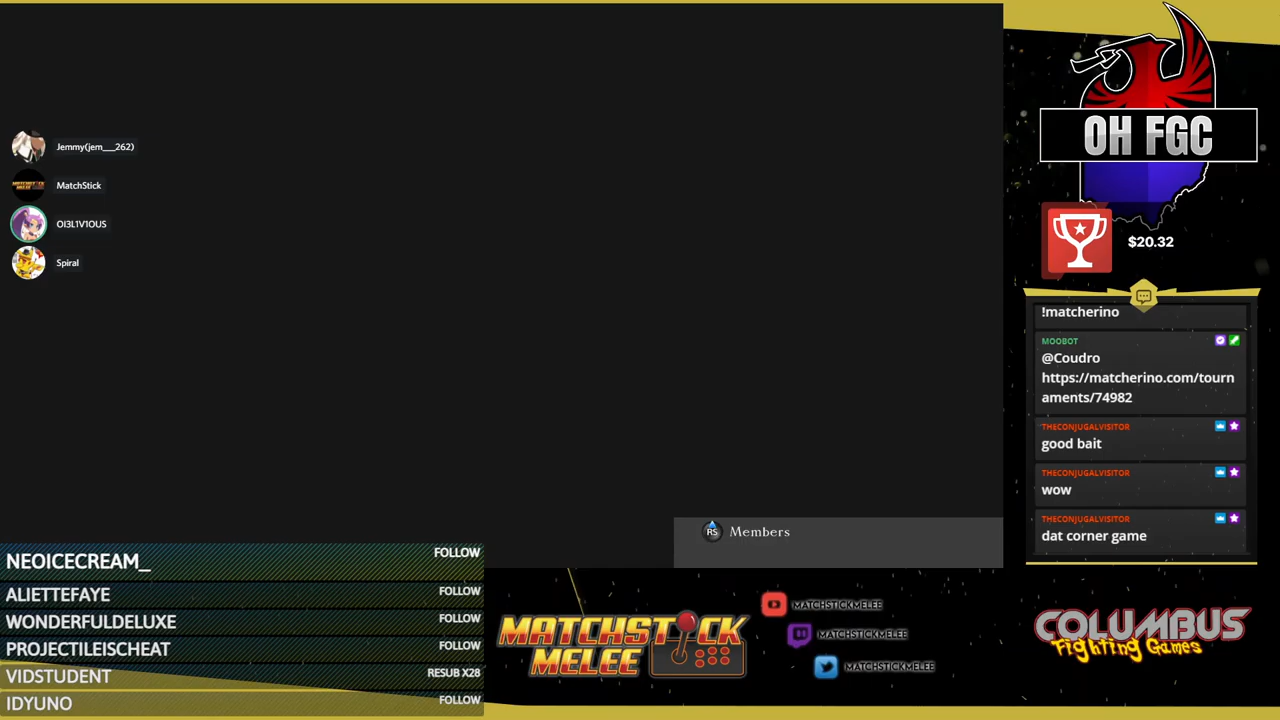 Jemmy(jem___262)
MatchStick
OI3L1V1OUS
Spiral
RS Members
NEOICECREAM_ FOLLOW
ALIETTEFAYE FOLLOW
WONDERFULDELUXE FOLLOW
PROJECTILEISCHEAT FOLLOW
VIDSTUDENT RESUB X28
IDYUNO FOLLOW
MATCHSTICK
MELEE
MATCHSTICKMELEE
MATCHSTICKMELEE
MATCHSTICKMELEE
OH FGC
$20.32
!matcherino
MOOBOT
@Coudro
https://matcherino.com/tourn
aments/74982
THECONJUGALVISITOR
good bait
THECONJUGALVISITOR
wow
THECONJUGALVISITOR
dat corner game
COLUMBUS
Fighting Games